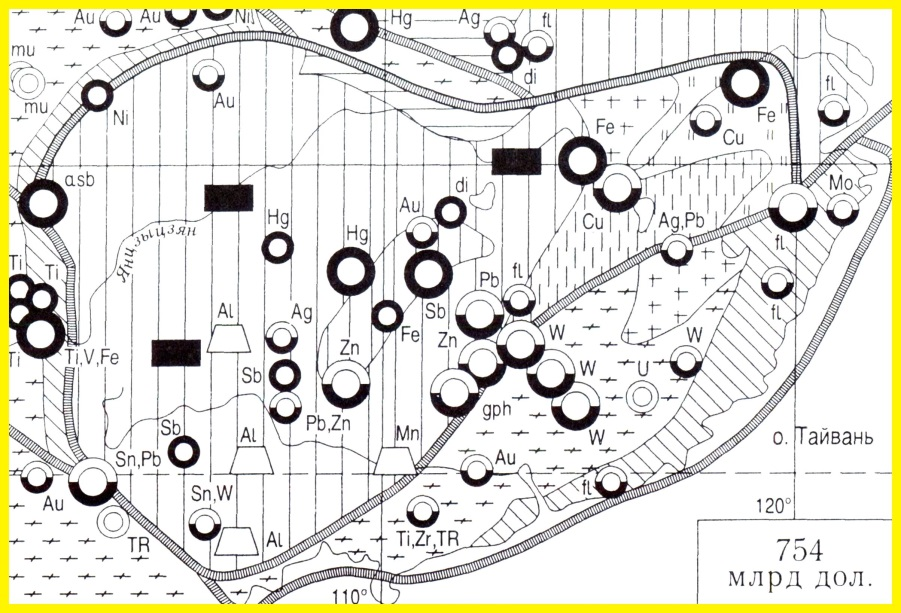 Au
Au
Ni
Hg
Ag
fl
di
mu
mu
Au
Ni
Fe
Fe
Cu
fl
asb
Янцзыцзян
Hg
Au
di
Hg
Cu
Ag,Pb
fl
Mo
Ti
Ti
Ti
Ti,V,Fe
Al
Ag
Sb
Fe
Pb
fl
fl
Zn
Zn
W
W
W
W
U
Sb
Pb,Zn
gph
Mn
Al
Sb
о. Тайвань
Sn,Pb
Au
Au
fl
Sn,W
TR
Al
Ti,Zr,TR
120°
110°
754
млрд дол.